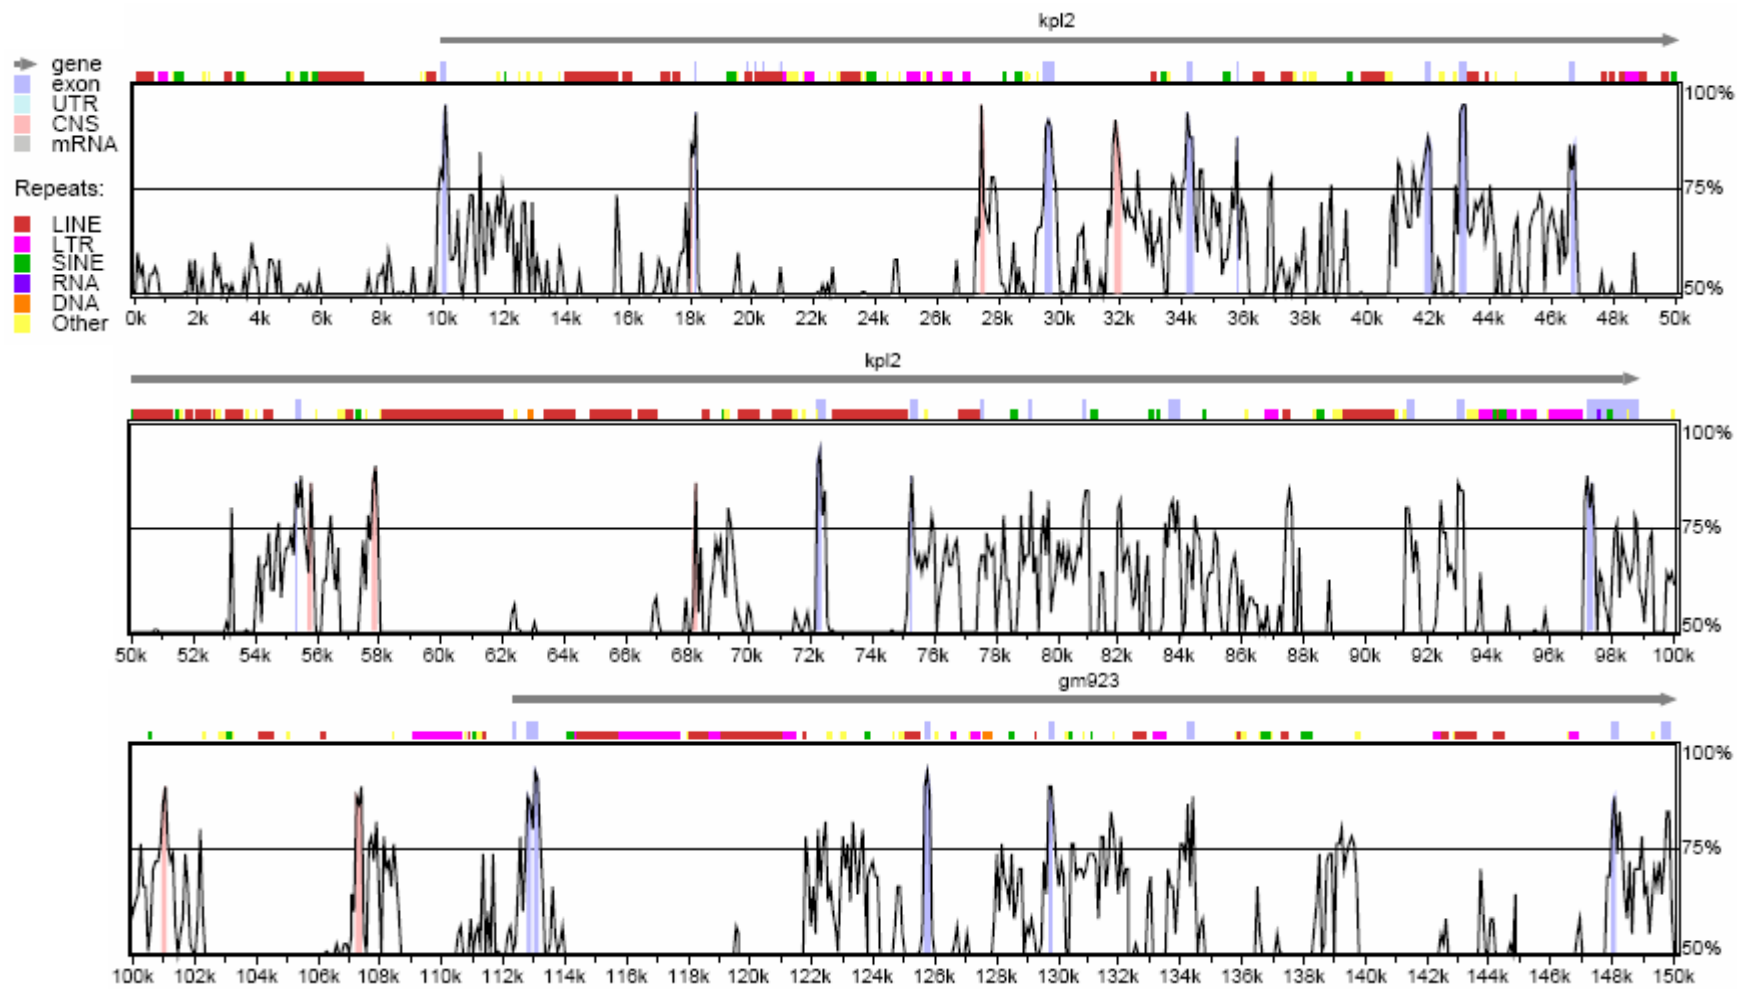 kpl2
gene
exon
UTR
CNS
mRNA
Repeats:
LINE
LTR
SINE
RNA
DNA
Other
100%
75%
50%
0k 2k 4k 6k 8k 10k 12k 14k 16k 18k 20k 22k 24k 26k 28k 30k 32k 34k 36k 38k 40k 42k 44k 46k 48k 50k
kpl2
100%
75%
50%
50k 52k 54k 56k 58k 60k 62k 64k 66k 68k 70k 72k 74k 76k 78k 80k 82k 84k 86k 88k 90k 92k 94k 96k 98k 100k
gm923
100%
75%
50%
100k 102k 104k 106k 108k 110k 112k 114k 116k 118k 120k 122k 124k 126k 128k 130k 132k 134k 136k 138k 140k 142k 144k 146k 148k 150k